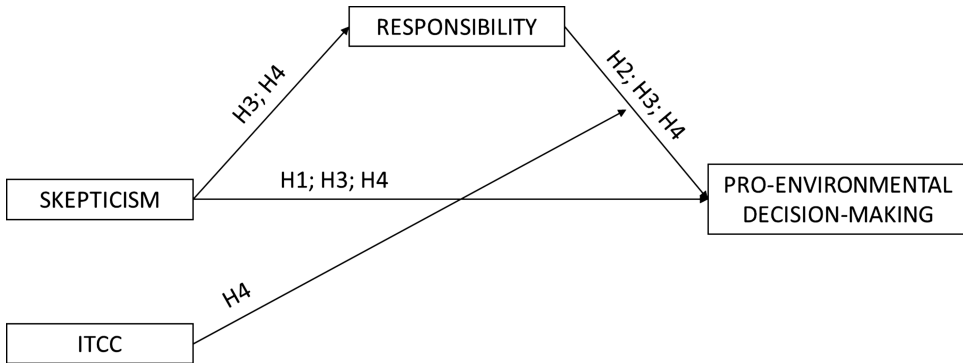 RESPONSIBILITY
H3; H4
H2; H3; H4
H1; H3; H4
SKEPTICISM
PRO-ENVIRONMENTAL
DECISION-MAKING
H4
ITCC